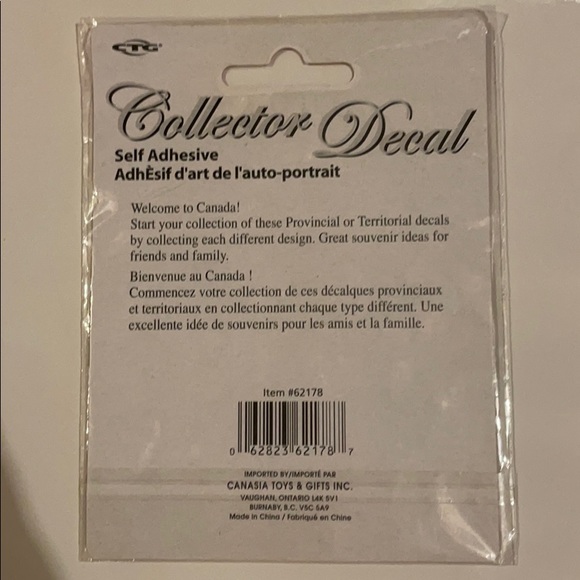 CTG
Collector Decal
Self Adhesive
AdhÈsif d'art de l'auto-portrait
Welcome to Canada!
Start your collection of these Provincial or Territorial decals
by collecting each different design. Great souvenir ideas for
friends and family.
Bienvenue au Canada !
Commencez votre collection de ces décalques provinciaux
et territoriaux en collectionnant chaque type différent. Une
excellente idée de souvenirs pour les amis et la famille.
Item #62178
0 62823 62178 7
IMPORTED BY/IMPORTÉ PAR
CANASIA TOYS & GIFTS INC.
VAUGHAN, ONTARIO L4K 5V1
BURNABY, B.C. V5C 5A9
Made in China / Fabriqué en Chine